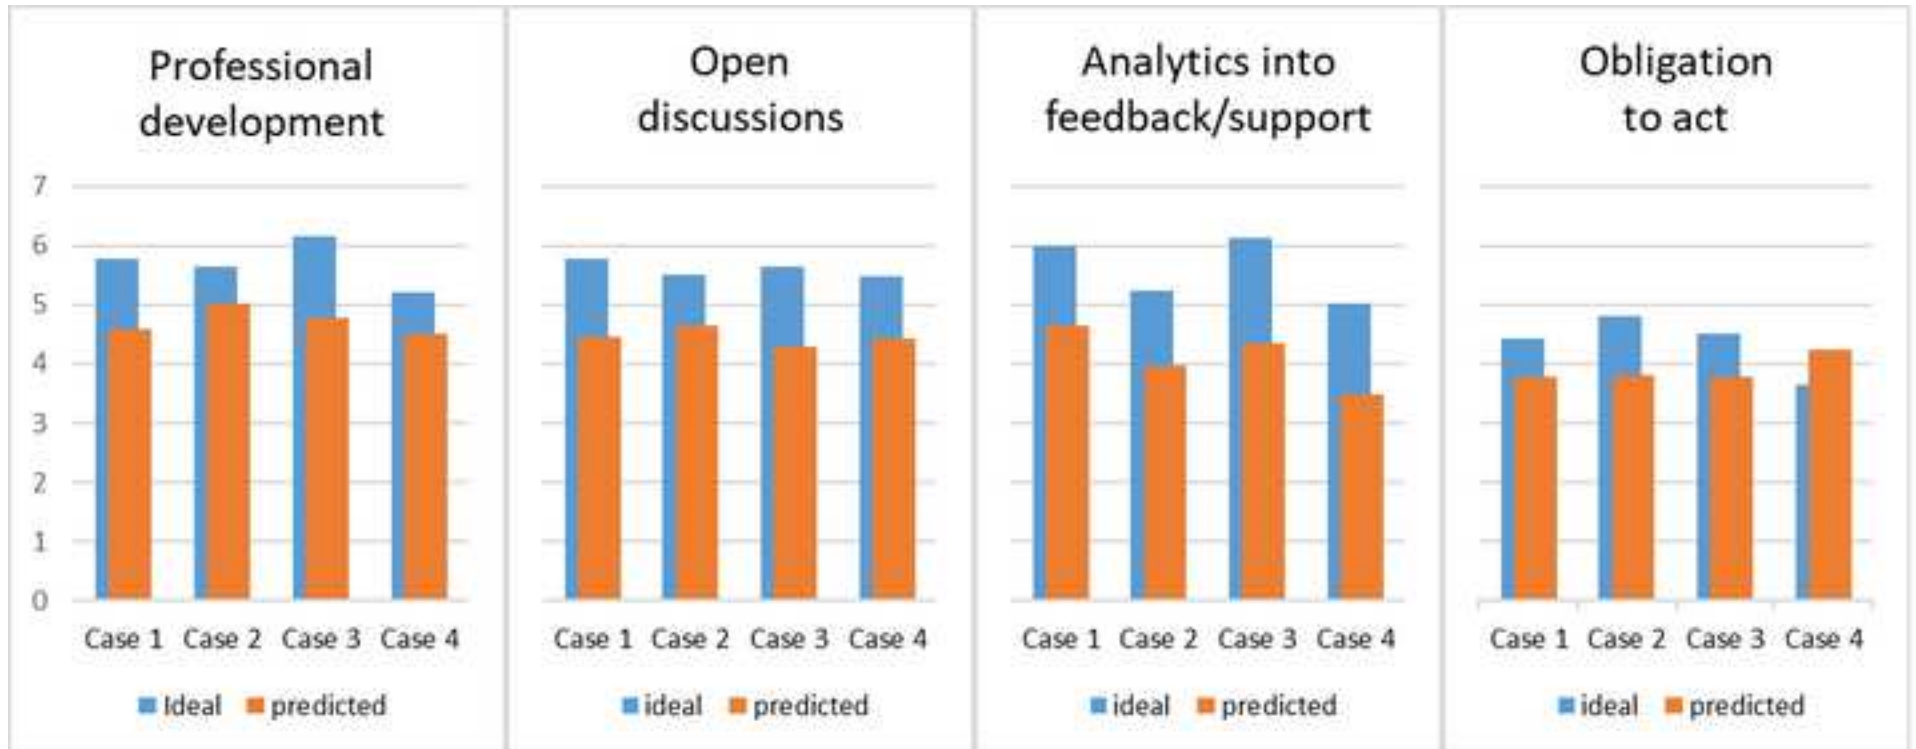 Professional
development
7
6
5
4
3
2
1
0
Case 1 Case 2 Case 3 Case 4
Ideal predicted
Open
discussions
Case 1 Case 2 Case 3 Case 4
ideal predicted
Analytics into
feedback/support
Case 1 Case 2 Case 3 Case 4
ideal predicted
Obligation
to act
Case 1 Case 2 Case 3 Case 4
ideal predicted